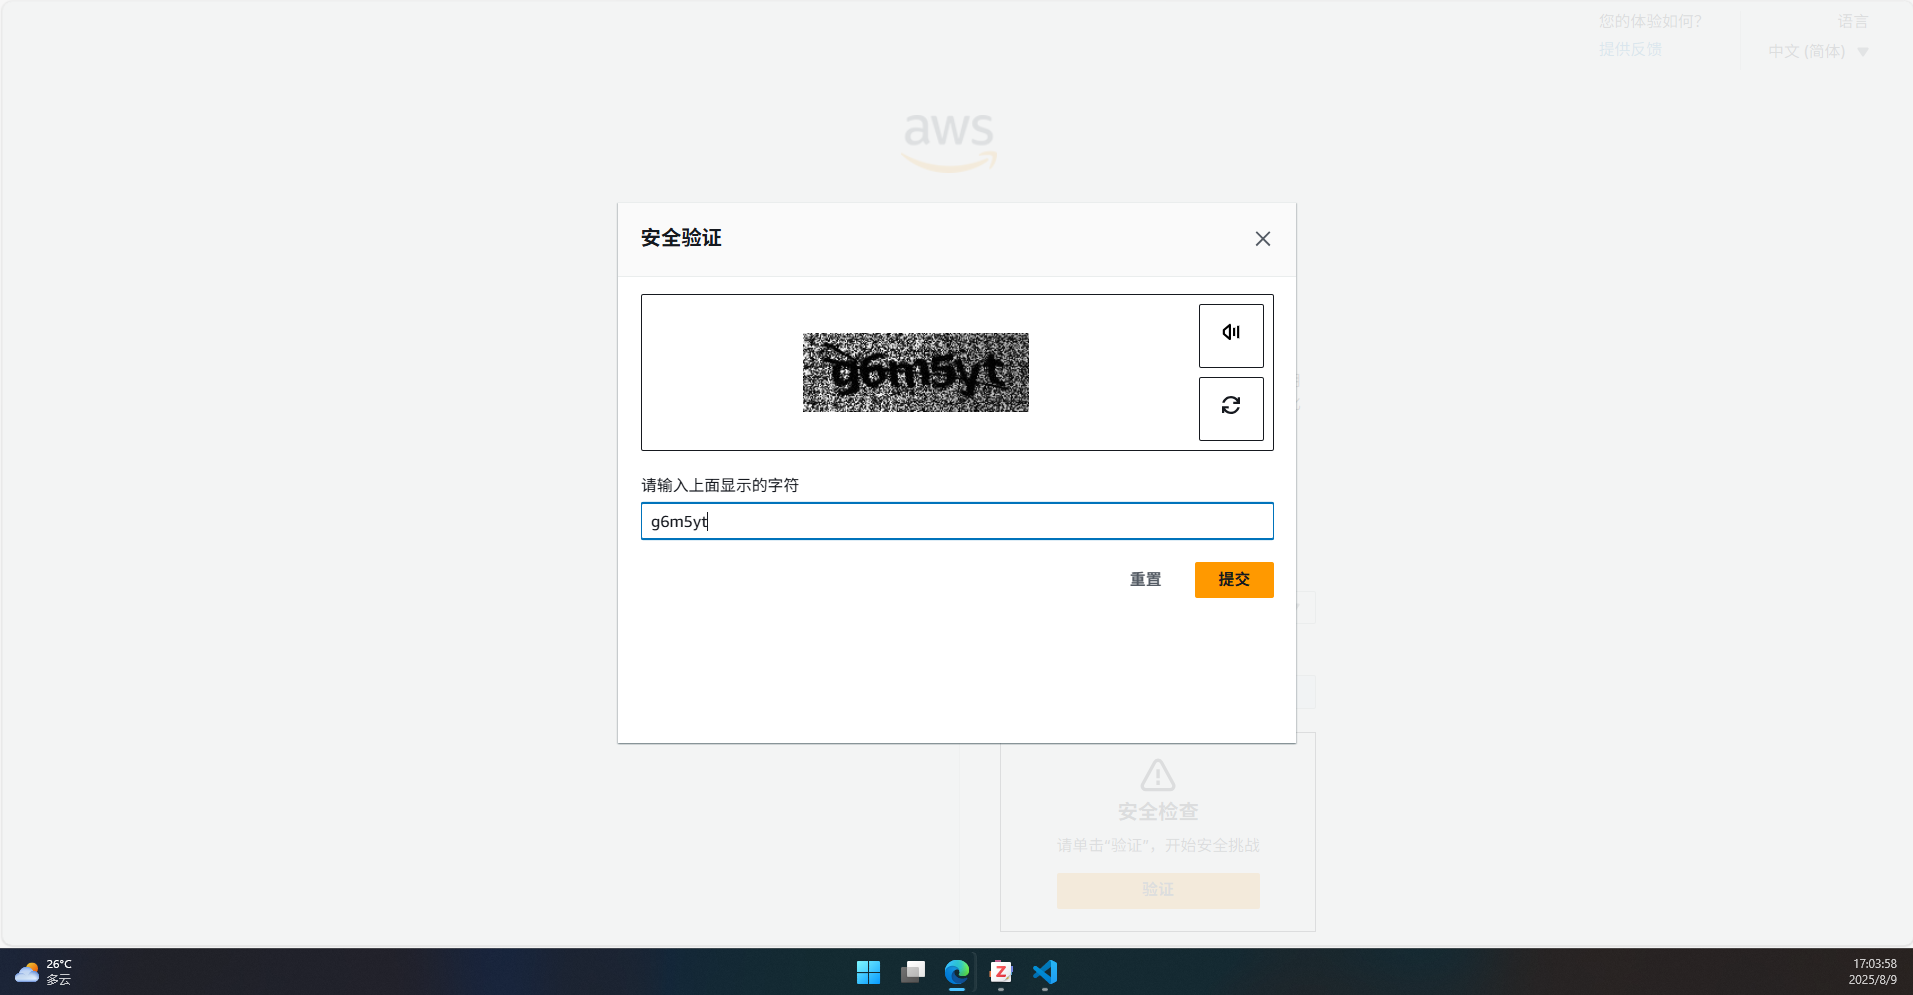 您的体验如何？
语言
提供反馈
中文 (简体)
aws
安全验证
g6m5yt
请输入上面显示的字符
g6m5yt
重置
提交
安全检查
请单击“验证”，开始安全挑战
验证
26°C
多云
Z
17:03:58
2025/8/9